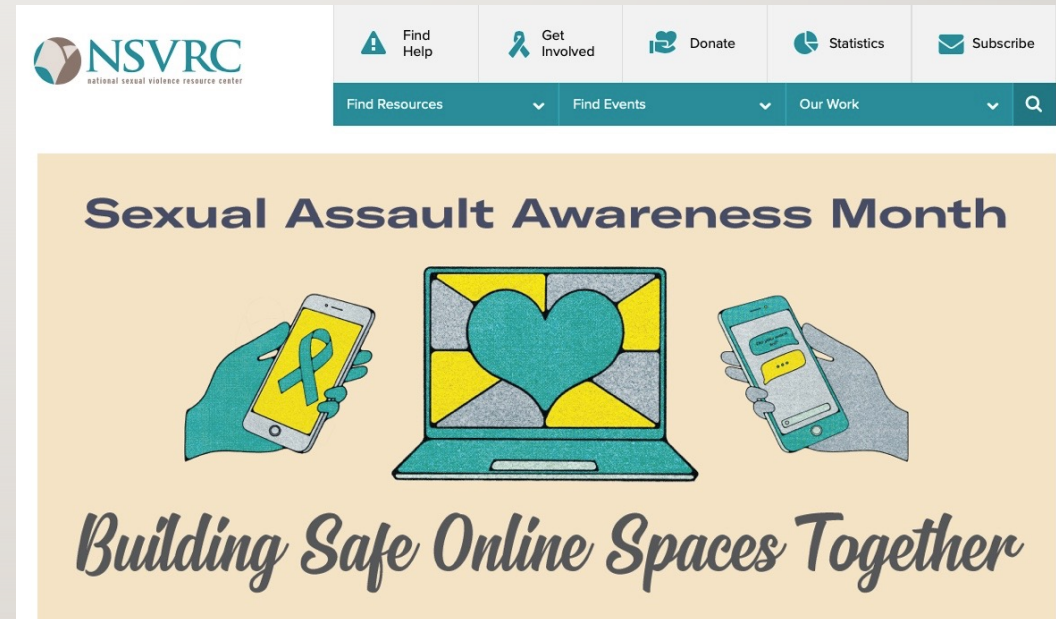 NSVRC
national sexual violence resource center
Find
Help
Get
Involved
Donate
Statistics
Subscribe
Find Resources
Find Events
Our Work
Sexual Assault Awareness Month
Building Safe Online Spaces Together